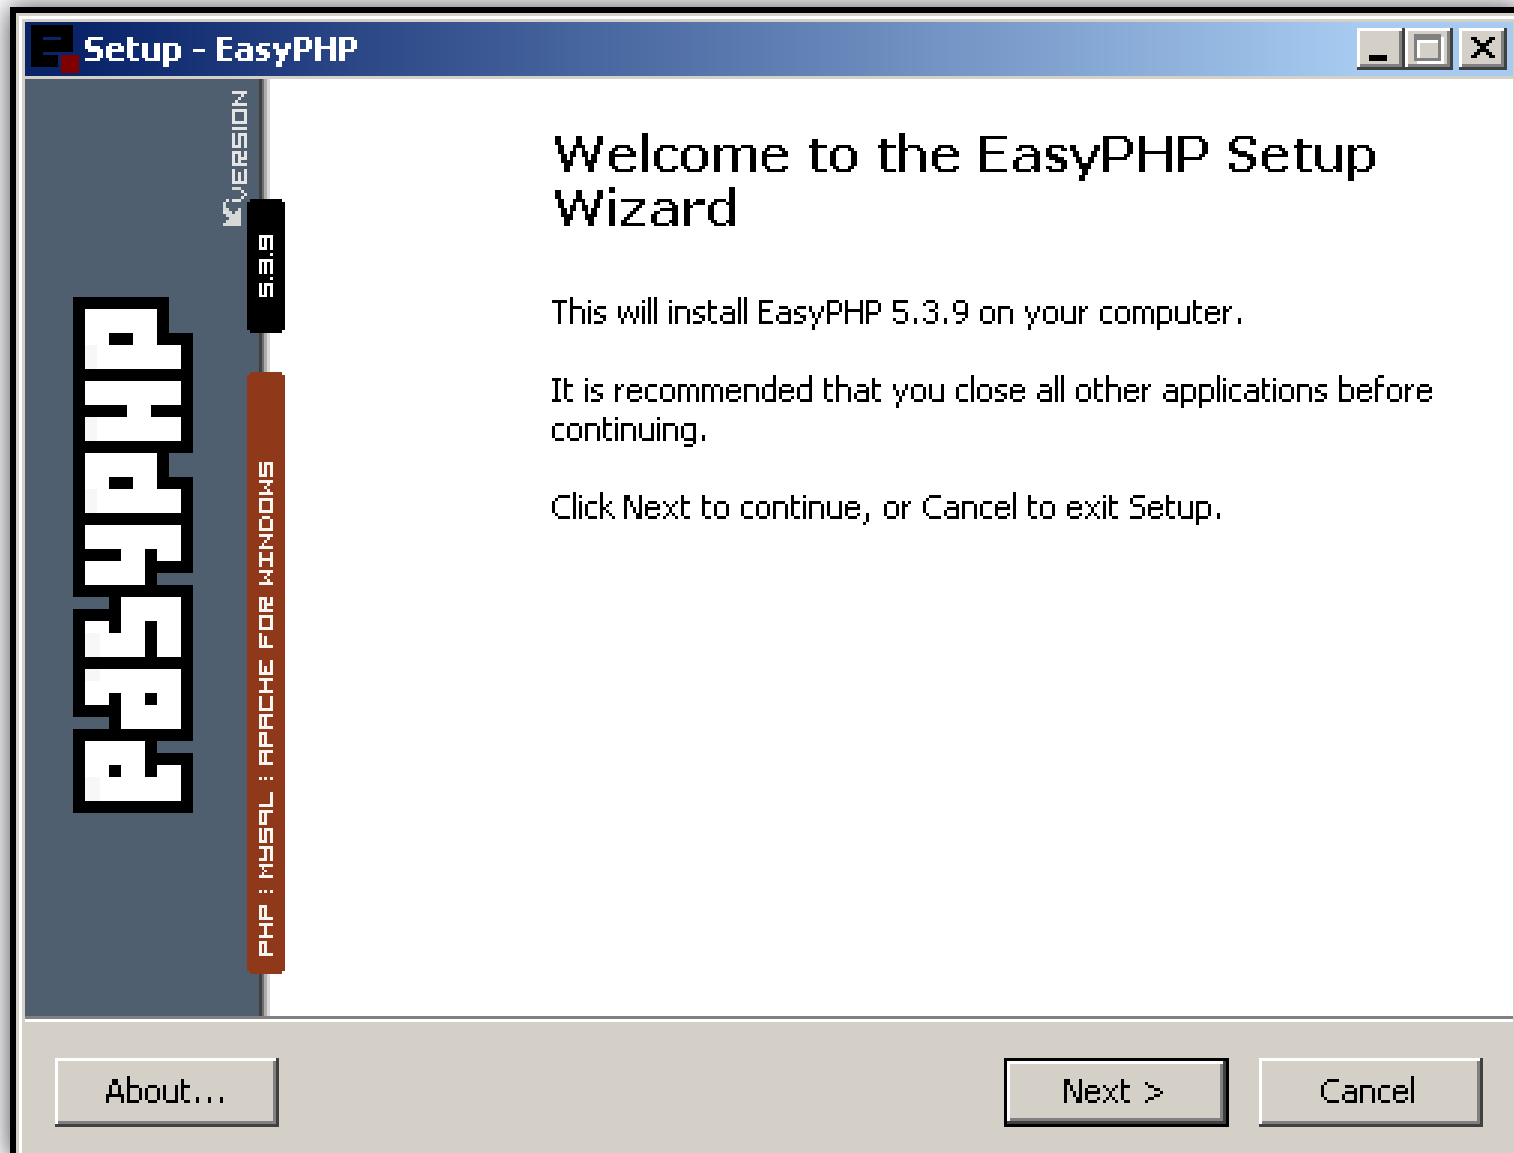 Setup - EasyPHP
VERSION
5.3.9
easyPHP
PHP :: MYSQL :: APACHE FOR WINDOWS
Welcome to the EasyPHP Setup
Wizard
This will install EasyPHP 5.3.9 on your computer.
It is recommended that you close all other applications before
continuing.
Click Next to continue, or Cancel to exit Setup.
About...
Next >
Cancel